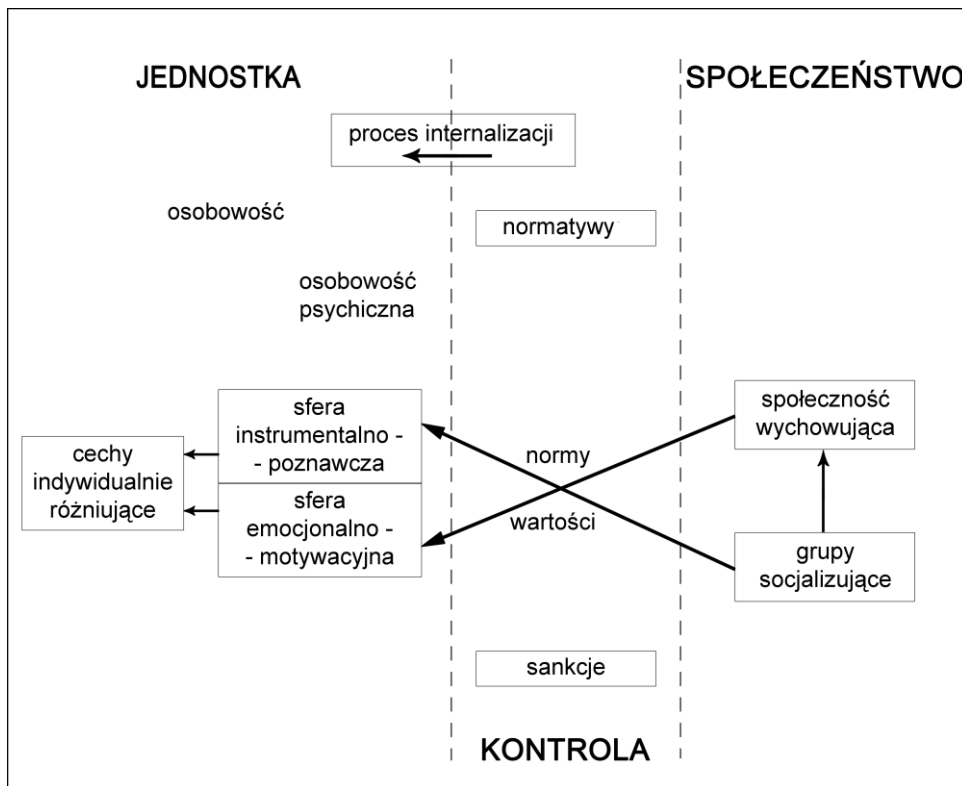 JEDNOSTKA
SPOŁECZEŃSTWO
proces internalizacji
osobowość
normatywy
osobowość
psychiczna
sfera
instrumentalno -
- poznawcza
społeczność
wychowująca
cechy
indywidualnie
różniujące
normy
sfera
emocjonalno -
- motywacyjna
wartości
grupy
socjalizujące
sankcje
KONTROLA